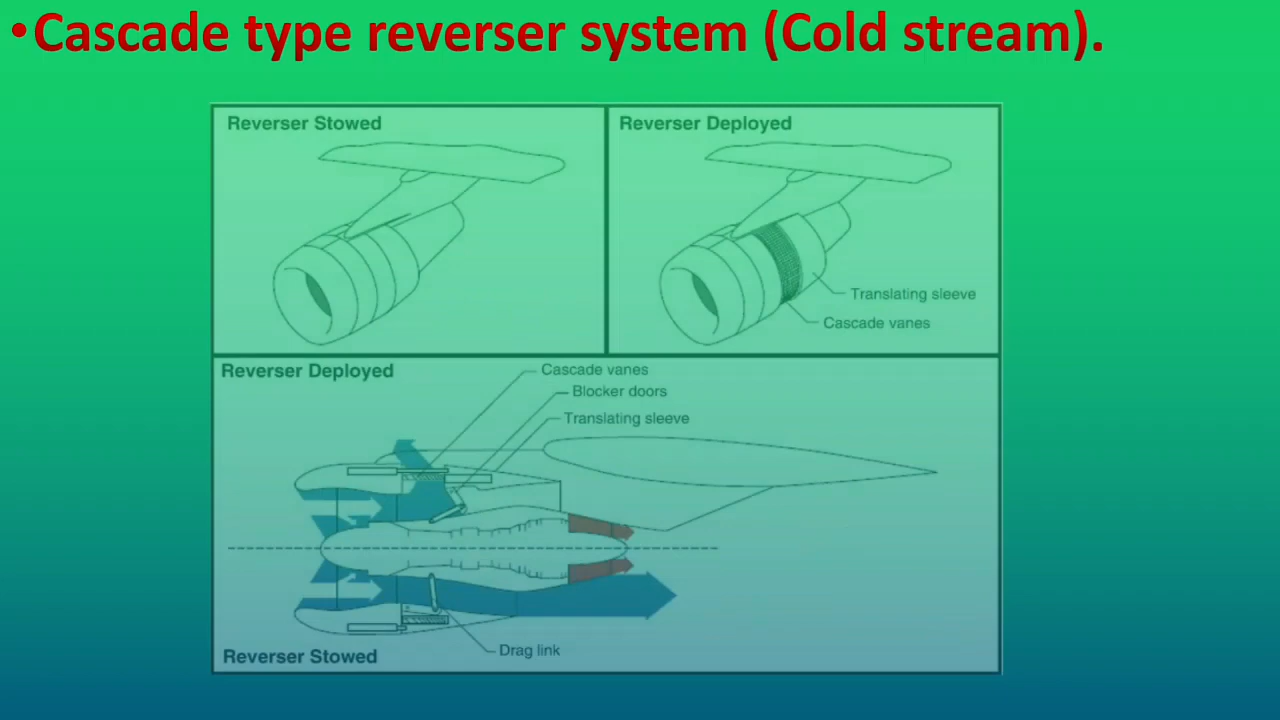 •Cascade type reverser system (Cold stream).
Reverser Stowed
Reverser Deployed
Translating sleeve
Cascade vanes
Reverser Deployed
Cascade vanes
Blocker doors
Translating sleeve
Drag link
Reverser Stowed